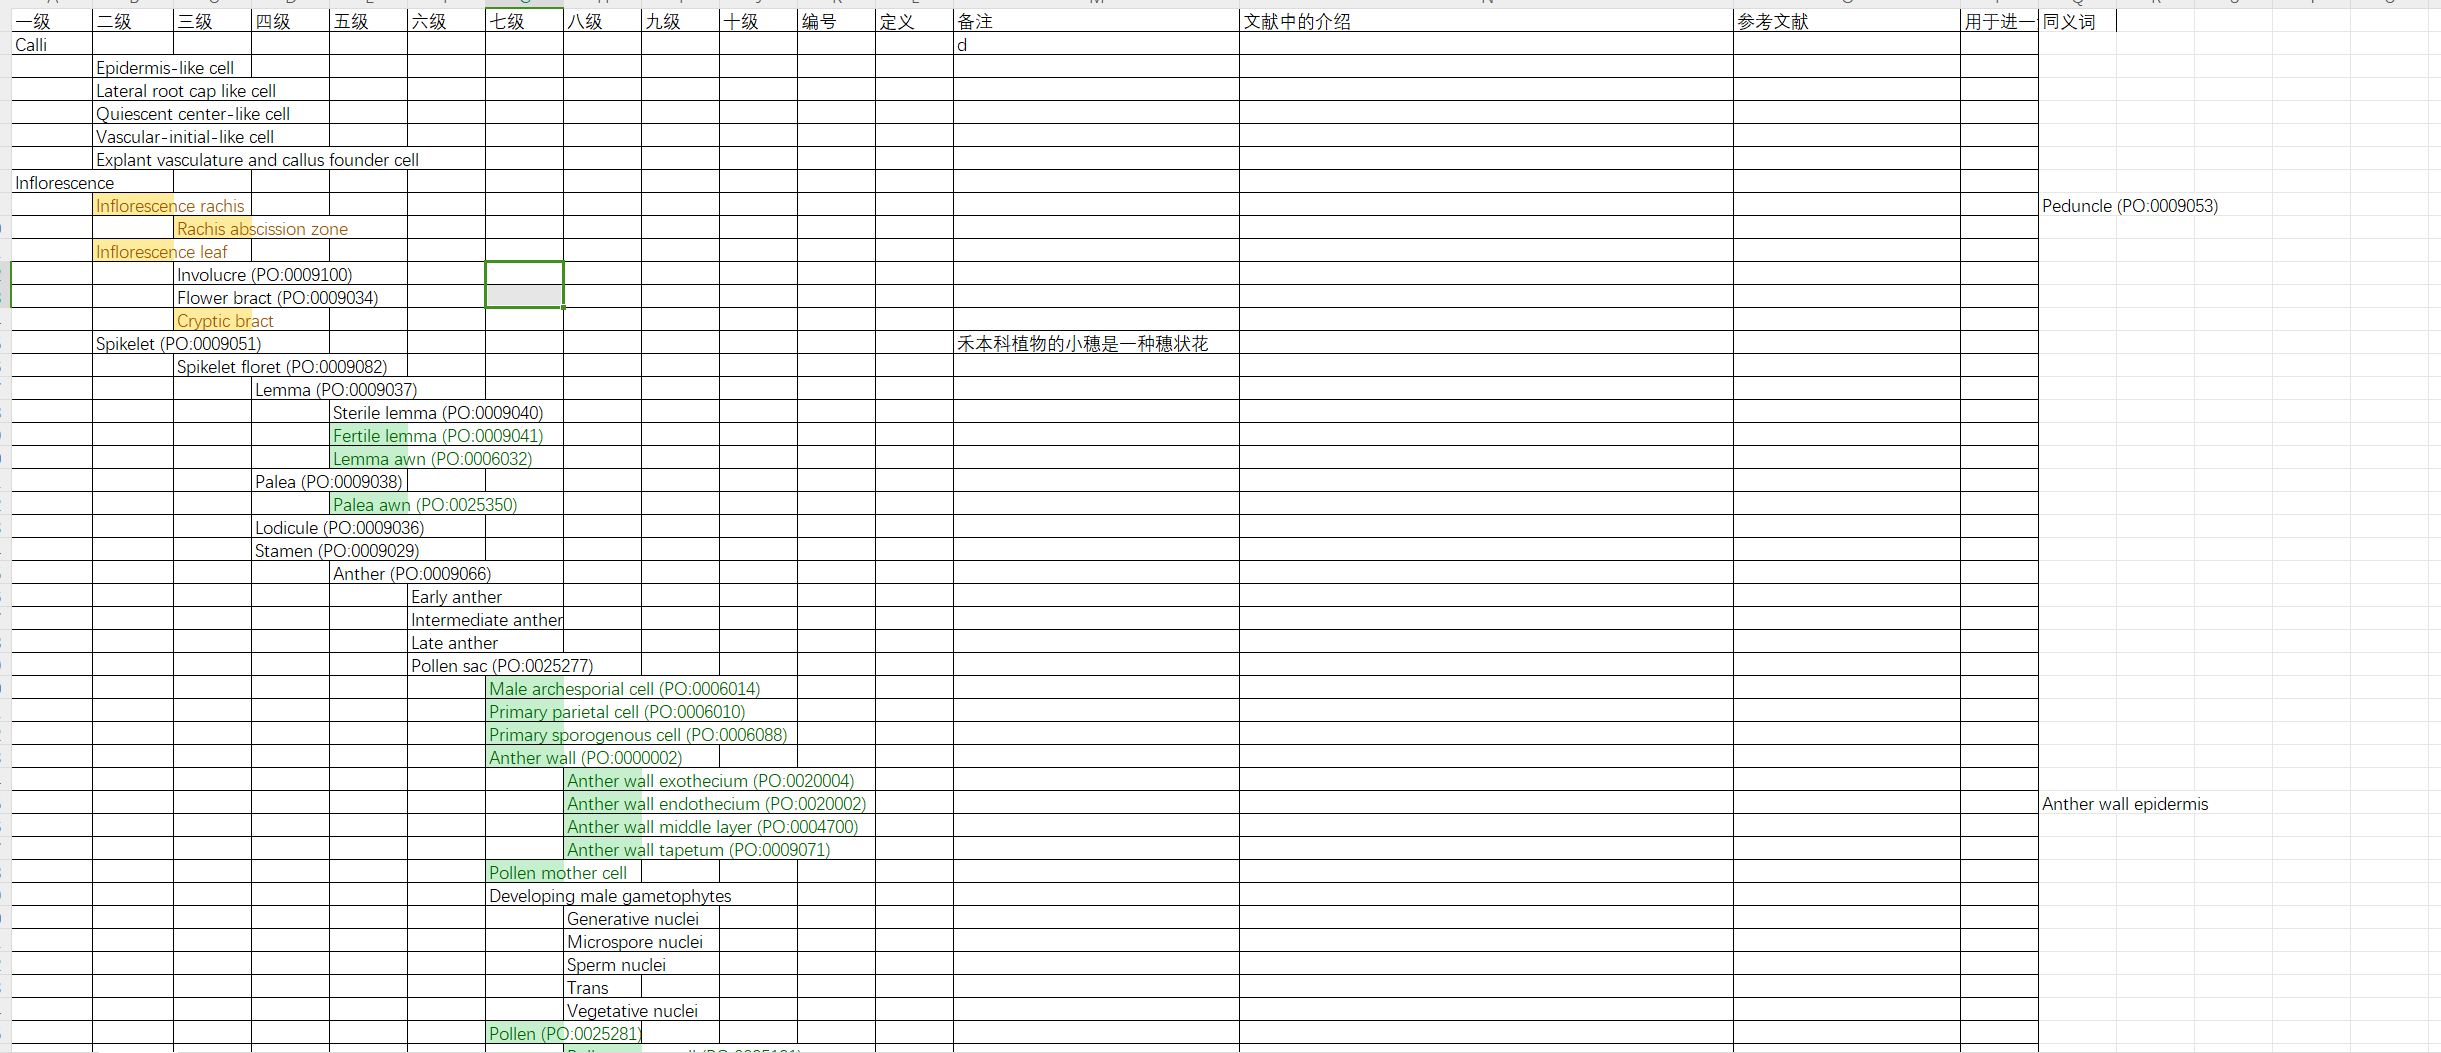 一级 二级 三级 四级 五级 六级 七级 八级 九级 十级 编号 定义 备注 文献中的介绍 参考文献 用于进一 同义词
Calli d
Epidermis-like cell
Lateral root cap like cell
Quiescent center-like cell
Vascular-initial-like cell
Explant vasculature and callus founder cell
Inflorescence
Inflorescence rachis Peduncle (PO:0009053)
Rachis abscission zone
Inflorescence leaf
Involucre (PO:0009100)
Flower bract (PO:0009034)
Cryptic bract
Spikelet (PO:0009051) 禾本科植物的小穗是一种穗状花
Spikelet floret (PO:0009082)
Lemma (PO:0009037)
Sterile lemma (PO:0009040)
Fertile lemma (PO:0009041)
Lemma awn (PO:0006032)
Palea (PO:0009038)
Palea awn (PO:0025350)
Lodicule (PO:0009036)
Stamen (PO:0009029)
Anther (PO:0009066)
Early anther
Intermediate anther
Late anther
Pollen sac (PO:0025277)
Male archesporial cell (PO:0006014)
Primary parietal cell (PO:0006010)
Primary sporogenous cell (PO:0006088)
Anther wall (PO:0000002)
Anther wall exothecium (PO:0020004)
Anther wall endothecium (PO:0020002) Anther wall epidermis
Anther wall middle layer (PO:0004700)
Anther wall tapetum (PO:0009071)
Pollen mother cell
Developing male gametophytes
Generative nuclei
Microspore nuclei
Sperm nuclei
Trans
Vegetative nuclei
Pollen (PO:0025281)